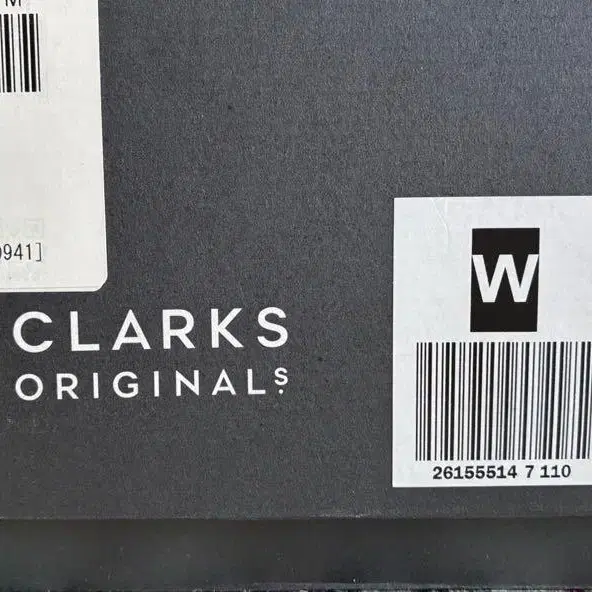 M
0941]
CLARKS
ORIGINALS.
W
26155514 7 110